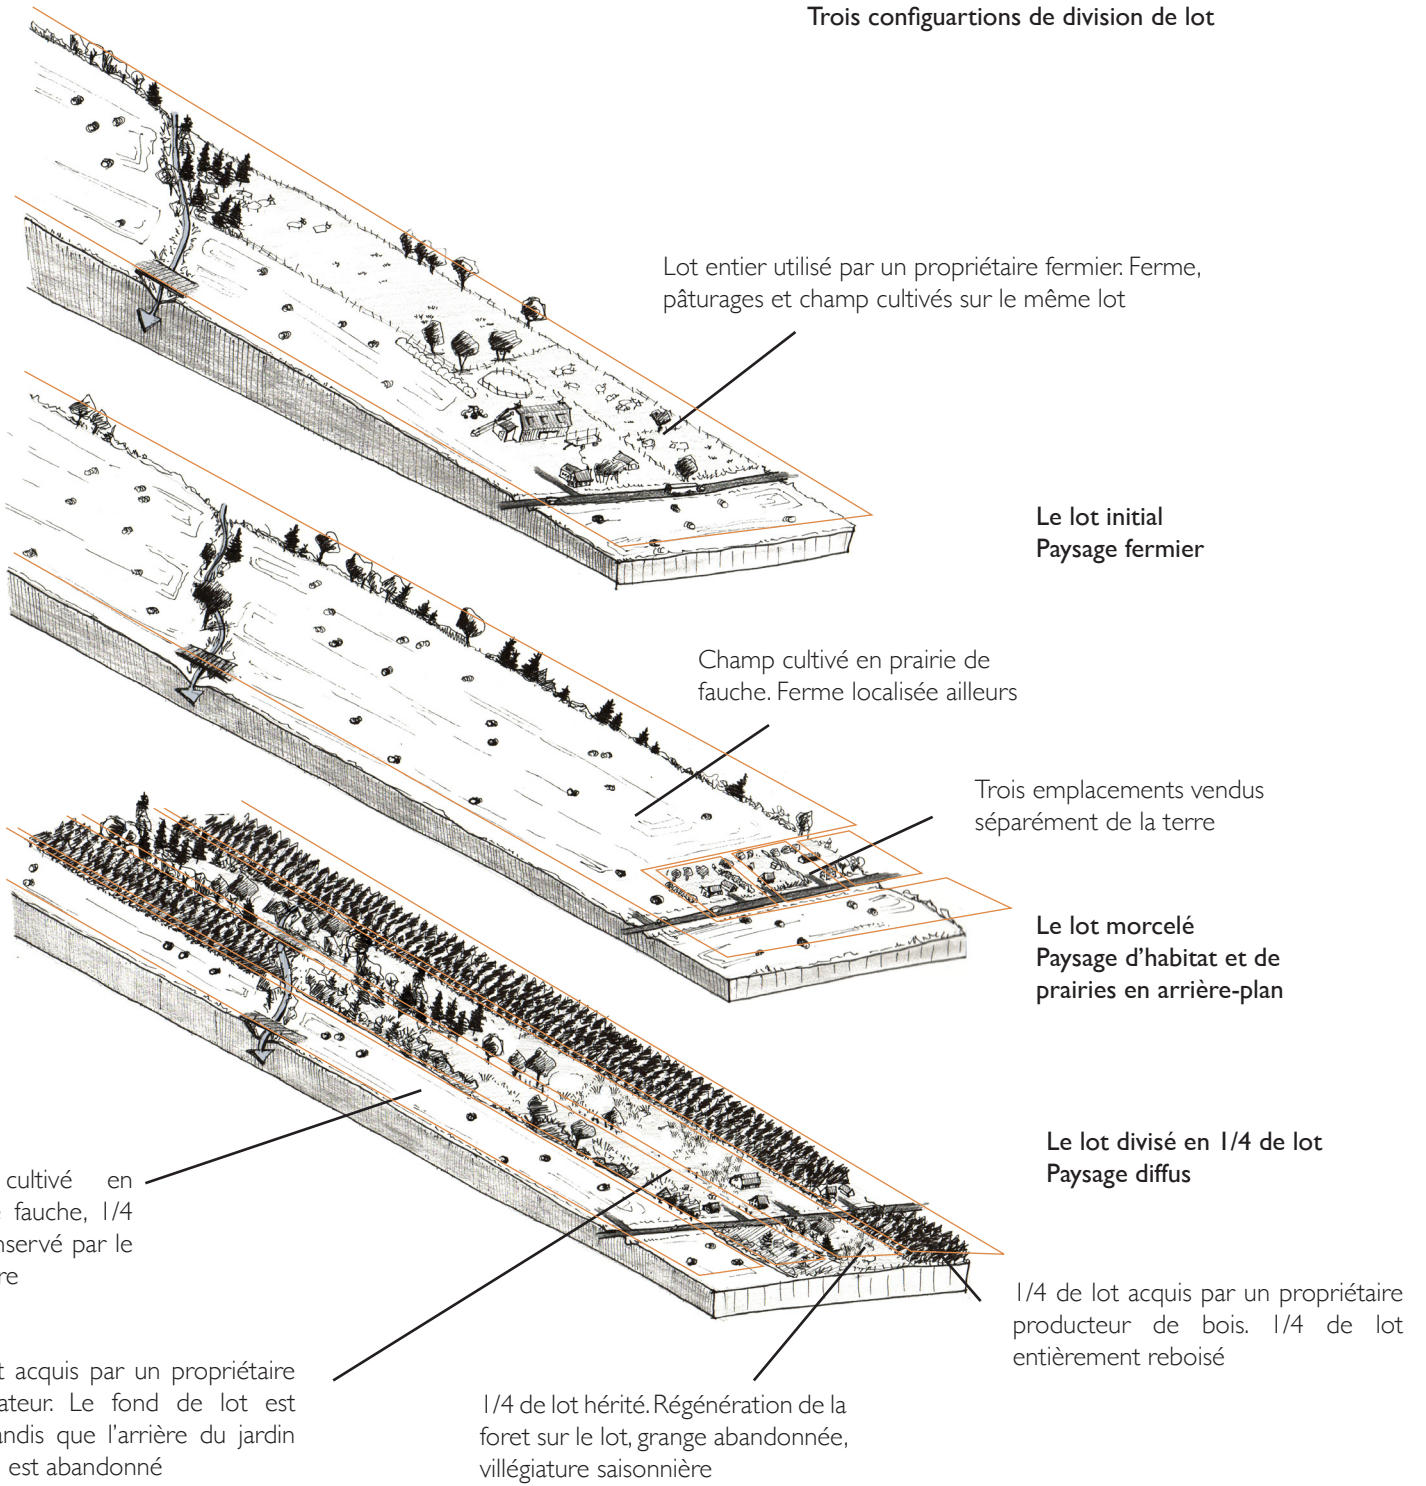 Trois configuartions de division de lot
Lot entier utilisé par un propriétaire fermier. Ferme,
pâturages et champ cultivés sur le même lot
Le lot initial
Paysage fermier
Champ cultivé en prairie de
fauche. Ferme localisée ailleurs
Trois emplacements vendus
séparément de la terre
Le lot morcelé
Paysage d'habitat et de
prairies en arrière-plan
Le lot divisé en 1/4 de lot
Paysage diffus
cultivé en
fauche, 1/4
par le
1/4 de lot acquis par un propriétaire
producteur de bois. 1/4 de lot
entièrement reboisé
acquis par un propriétaire
Le fond de lot est
que l'arrière du jardin
est abandonné
1/4 de lot hérité. Régénération de la
foret sur le lot, grange abandonnée,
villégiature saisonnière